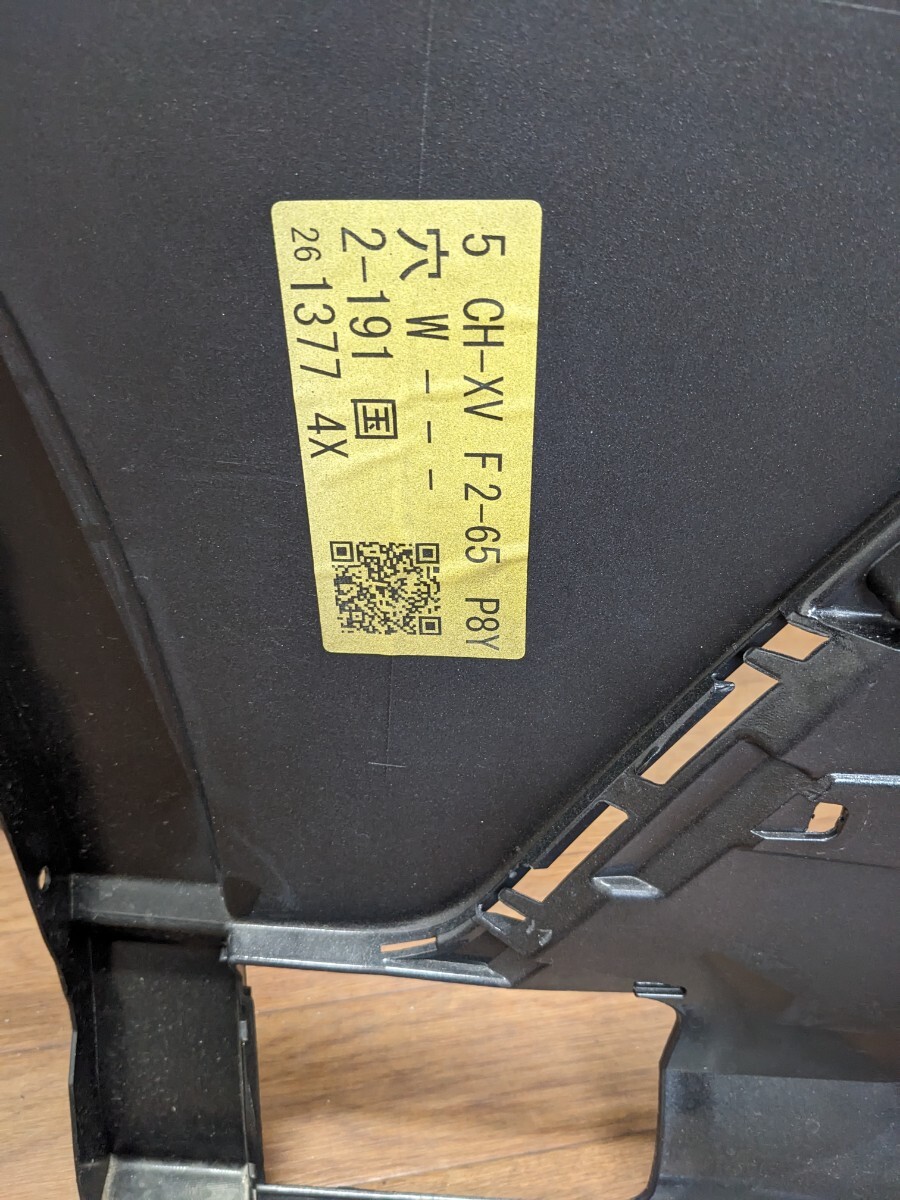 5 CH-XV F2-65 P8Y
穴 W - - -
2-191 国
26 1377 4X